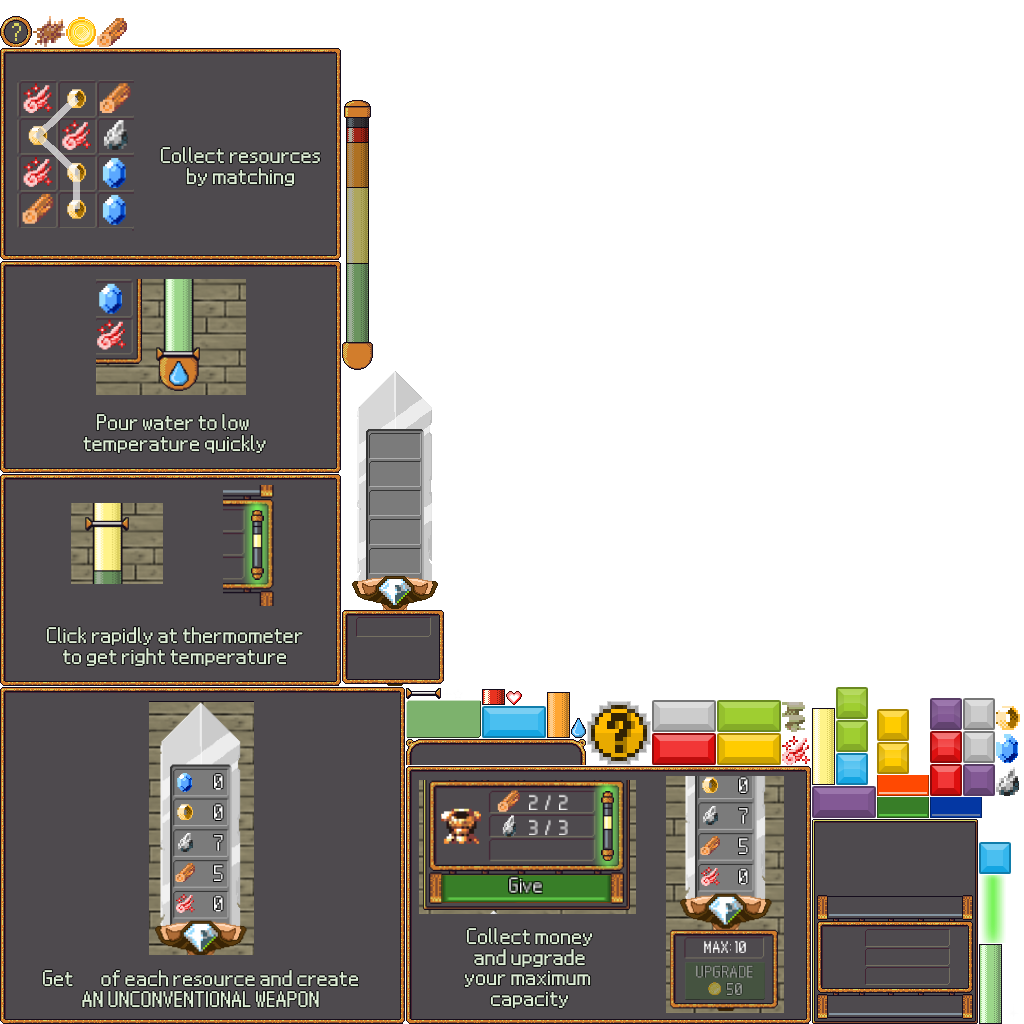 ?
Collect resources
by matching
Pour water to low
temperature quickly
Click rapidly at thermometer
to get right temperature
?
0
0
7
5
0
Get of each resource and create
AN UNCONVENTIONAL WEAPON
2/2
3/3
Give
Collect money
and upgrade
your maximum
capacity
0
7
5
0
MAX:10
UPGRADE
50